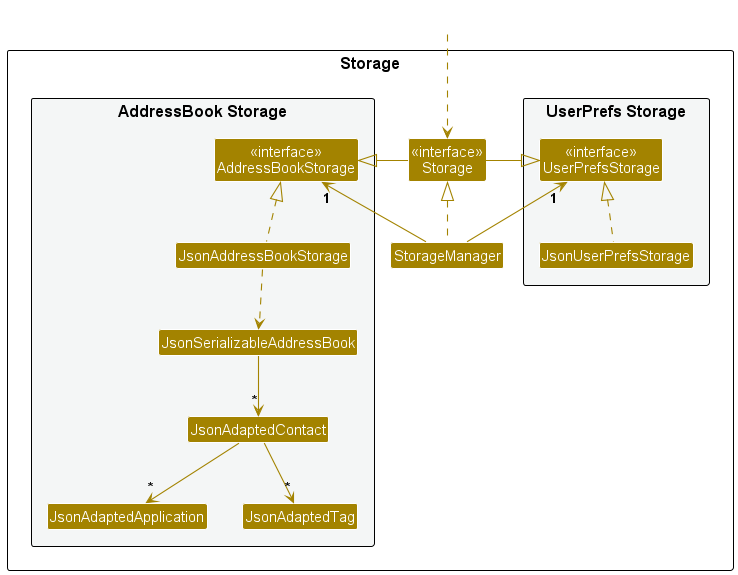 Storage
AddressBook Storage
UserPrefs Storage
«interface»
AddressBookStorage
«interface»
Storage
«interface»
UserPrefsStorage
1
1
JsonAddressBookStorage
StorageManager
JsonUserPrefsStorage
JsonSerializableAddressBook
*
JsonAdaptedContact
*
*
JsonAdaptedApplication
JsonAdaptedTag